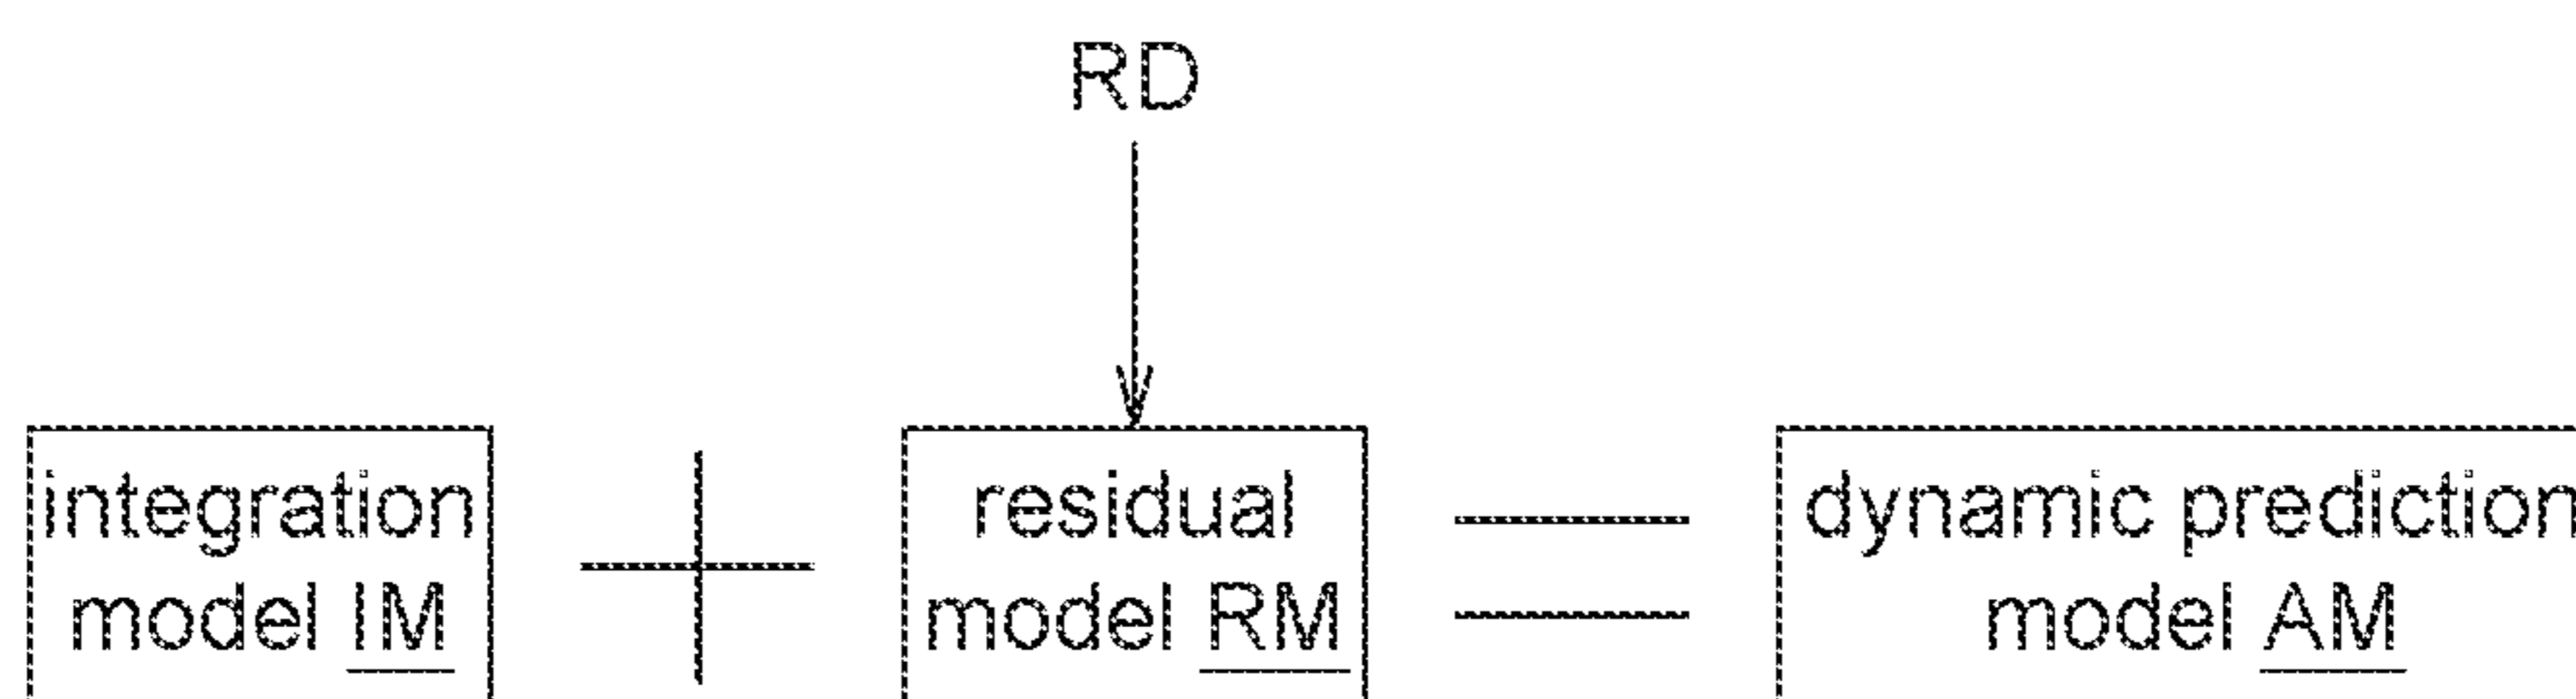 RD
integration
model IM
residual
model RM
dynamic prediction
model AM